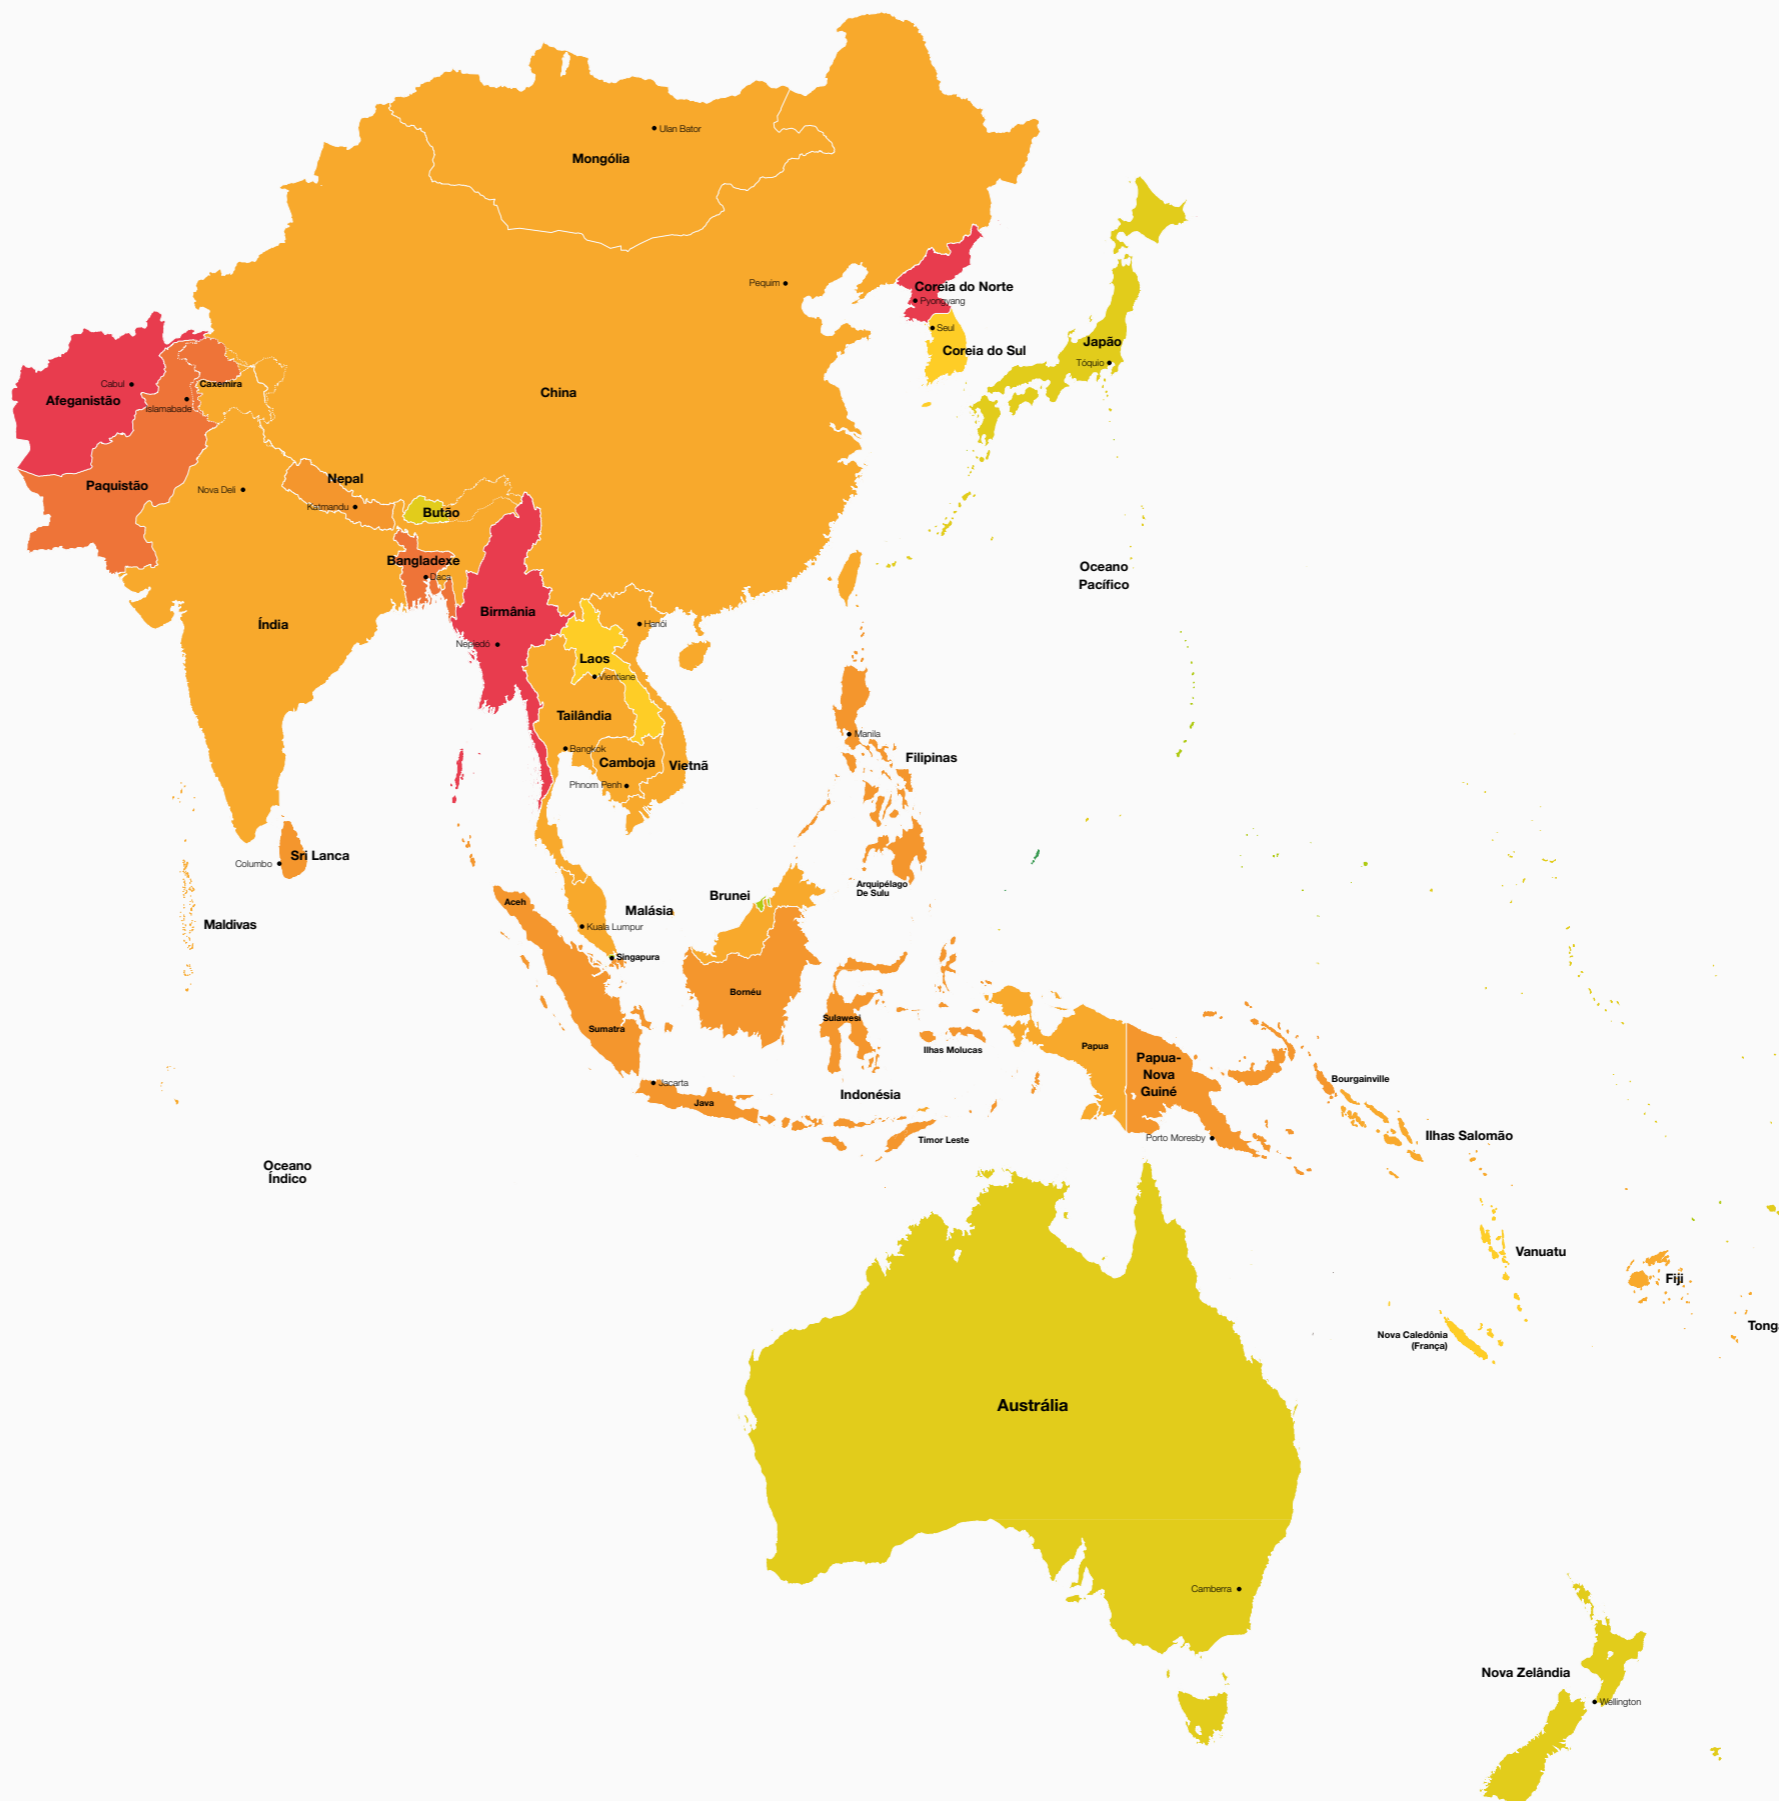 Ulan Bator
Mongólia
Pequim
Coreia do Norte
Pyongyang
Seul
Coreia do Sul
Japão
Tóquio
Cabul
Afeganistão
Caxemira
Islamabade
China
Paquistão
Nova Deli
Nepal
Katmandu
Butão
Bangladexe
Daca
Oceano
Pacífico
Índia
Birmânia
Nepiedó
Hanói
Laos
Vientiane
Tailândia
Bangkok
Camboja
Vietnã
Phnom Penh
Manila
Filipinas
Columbo
Sri Lanca
Maldivas
Aceh
Malásia
Kuala Lumpur
Singapura
Brunei
Arquipélago
De Sulu
Bornéu
Sumatra
Sulawesi
Ilhas Molucas
Papua
Papua-
Nova
Guiné
Bourgainville
Jacarta
Java
Indonésia
Timor Leste
Porto Moresby
Ilhas Salomão
Oceano
Índico
Vanuatu
Fiji
Tong
Nova Caledônia
(França)
Austrália
Camberra
Nova Zelândia
Wellington